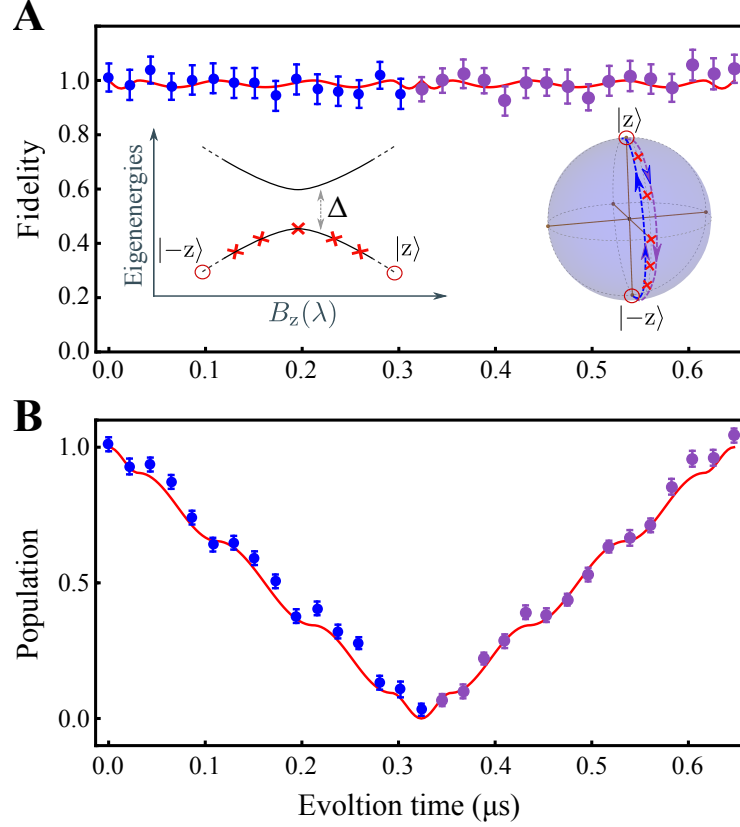 A
Fidelity
1.0
0.8
0.6
0.4
0.2
0.0
Eigenenergies
|−z⟩
Δ
|z⟩
B_z(λ)
|z⟩
|−z⟩
0.0 0.1 0.2 0.3 0.4 0.5 0.6
B
Population
1.0
0.5
0.0
0.0 0.1 0.2 0.3 0.4 0.5 0.6
Evoltion time (μs)